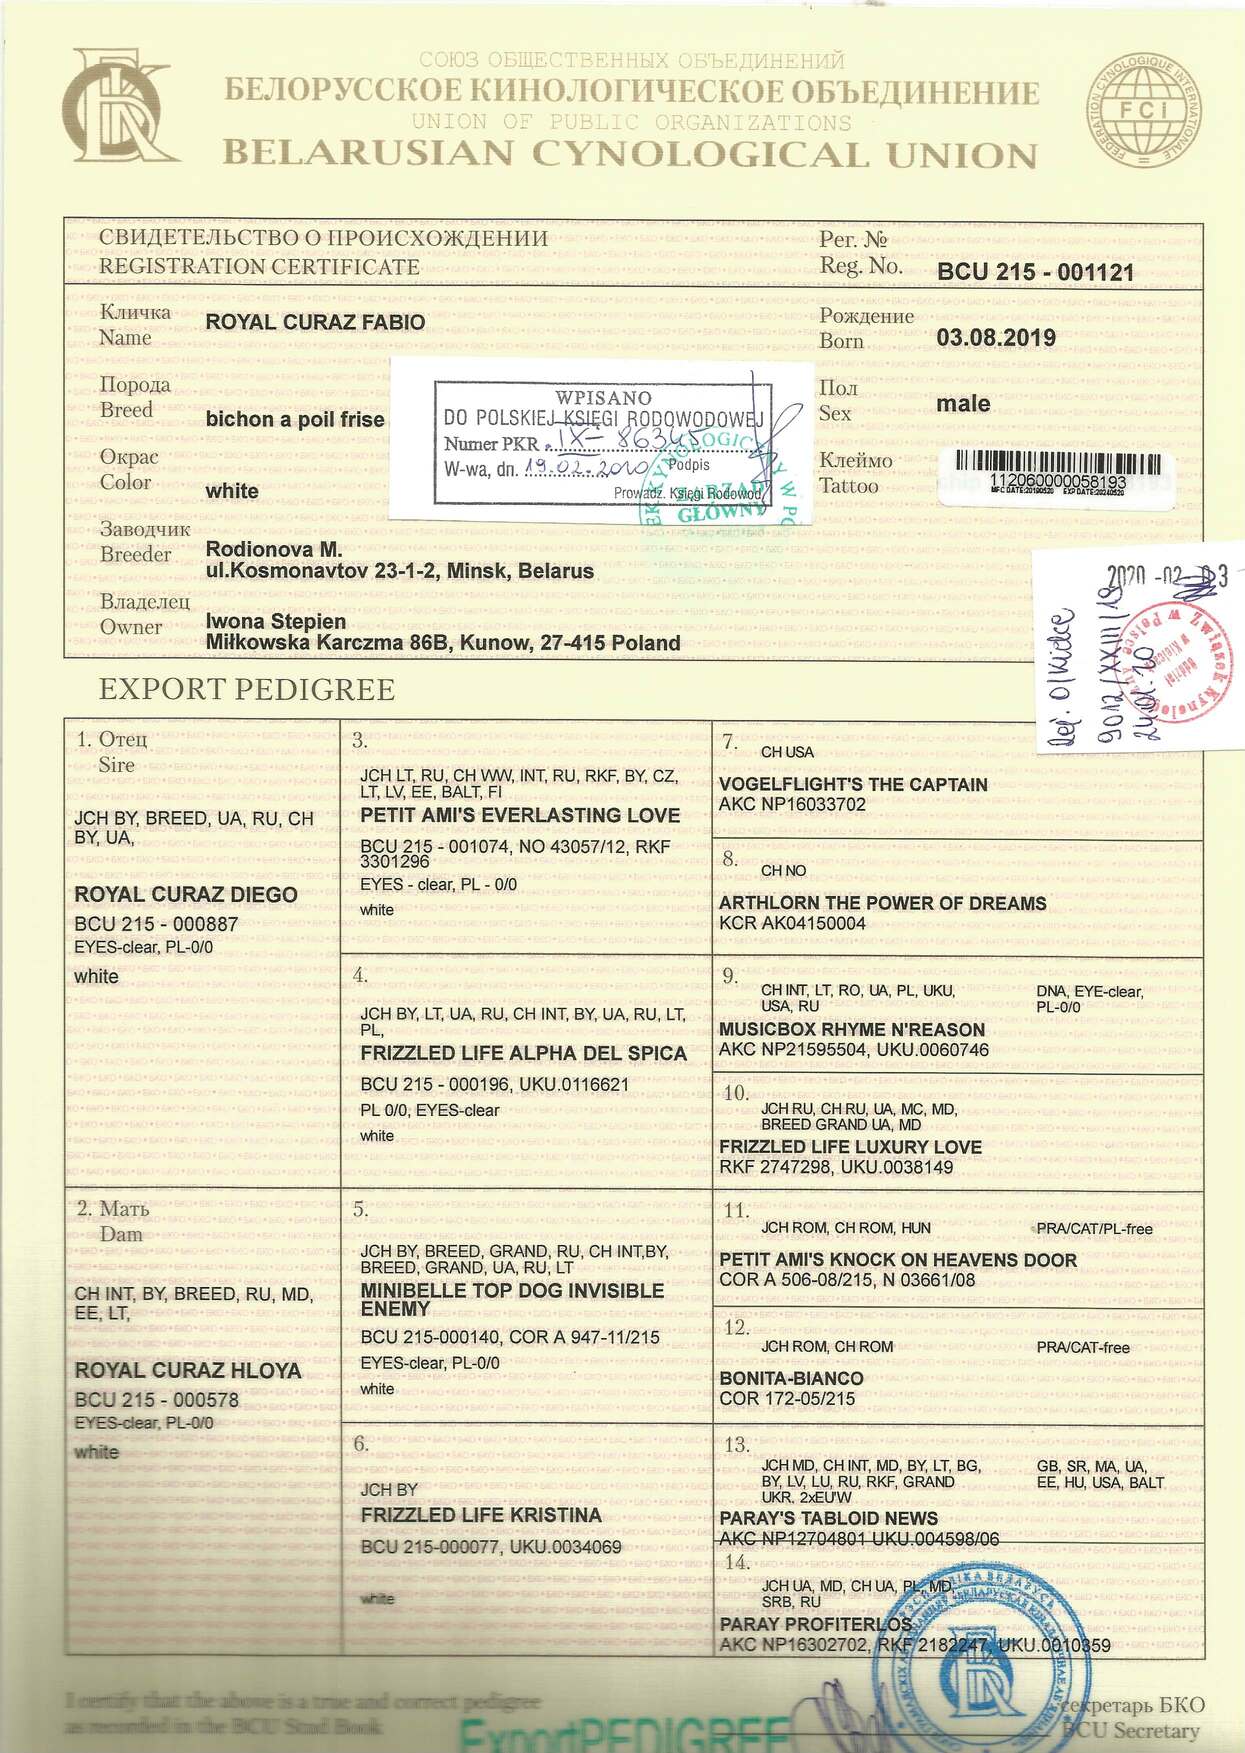 СОЮЗ ОБЩЕСТВЕННЫХ ОБЪЕДИНЕНИЙ
БЕЛОРУССКОЕ КИНОЛОГИЧЕСКОЕ ОБЪЕДИНЕНИЕ
UNION OF PUBLIC ORGANIZATIONS
BELARUSIAN CYNOLOGICAL UNION
FEDERATION CYNOLOGIQUE INTERNATIONALE
FCI
СВИДЕТЕЛЬСТВО О ПРОИСХОЖДЕНИИ
REGISTRATION CERTIFICATE
Рег. №
Reg. No. BCU 215 - 001121
Кличка
Name
ROYAL CURAZ FABIO
Рождение
Born
03.08.2019
Порода
Breed
bichon a poil frise
Пол
Sex
male
WPISANO
DO POLSKIEJ KSIĘGI RODOWODOWEJ
Numer PKR IX- 86345
W-wa, dn. 19.02.2020 Podpis
Prowadz. Księgi Rodowod.
ZARZĄD
GŁÓWNY
Окрас
Color
white
Клеймо
Tattoo
112060000058193
MFC DATE:20190520 EXP DATE:20240520
Заводчик
Breeder
Rodionova M.
ul.Kosmonavtov 23-1-2, Minsk, Belarus
Владелец
Owner
Iwona Stepien
Miłkowska Karczma 86B, Kunow, 27-415 Poland
2020 -02- 3
9012/XXIII/19
EXPORT PEDIGREE
1. Отец
Sire
JCH BY, BREED, UA, RU, CH
BY, UA,
ROYAL CURAZ DIEGO
BCU 215 - 000887
EYES-clear, PL-0/0
white
2. Мать
Dam
CH INT, BY, BREED, RU, MD,
EE, LT,
ROYAL CURAZ HLOYA
BCU 215 - 000578
EYES-clear, PL-0/0
white
3.
JCH LT, RU, CH WW, INT, RU, RKF, BY, CZ,
LT, LV, EE, BALT, FI
PETIT AMI'S EVERLASTING LOVE
BCU 215 - 001074, NO 43057/12, RKF
3301296
EYES - clear, PL - 0/0
white
4.
JCH BY, LT, UA, RU, CH INT, BY, UA, RU, LT,
PL,
FRIZZLED LIFE ALPHA DEL SPICA
BCU 215 - 000196, UKU.0116621
PL 0/0, EYES-clear
white
5.
JCH BY, BREED, GRAND, RU, CH INT,BY,
BREED, GRAND, UA, RU, LT
MINIBELLE TOP DOG INVISIBLE
ENEMY
BCU 215-000140, COR A 947-11/215
EYES-clear, PL-0/0
white
6.
JCH BY
FRIZZLED LIFE KRISTINA
BCU 215-000077, UKU.0034069
white
7.
CH USA
VOGELFLIGHT'S THE CAPTAIN
AKC NP16033702
8.
CH NO
ARTHLORN THE POWER OF DREAMS
KCR AK04150004
9.
CH INT, LT, RO, UA, PL, UKU,
USA, RU
DNA, EYE-clear,
PL-0/0
MUSICBOX RHYME N'REASON
AKC NP21595504, UKU.0060746
10.
JCH RU, CH RU, UA, MC, MD,
BREED GRAND UA, MD
FRIZZLED LIFE LUXURY LOVE
RKF 2747298, UKU.0038149
11.
JCH ROM, CH ROM, HUN
PRA/CAT/PL-free
PETIT AMI'S KNOCK ON HEAVENS DOOR
COR A 506-08/215, N 03661/08
12.
JCH ROM, CH ROM
PRA/CAT-free
BONITA-BIANCO
COR 172-05/215
13.
JCH MD, CH INT, MD, BY, LT, BG,
BY, LV, LU, RU, RKF, GRAND
UKR, 2xEU'W
GB, SR, MA, UA,
EE, HU, USA, BALT
PARAY'S TABLOID NEWS
AKC NP12704801 UKU.004598/06
14.
JCH UA, MD, CH UA, PL, MD,
SRB, RU
PARAY PROFITERLOS
AKC NP16302702, RKF 2182247, UKU.0010359
I certify that the above is a true and correct pedigree
as recorded in the BCU Stud Book
ExportPEDIGREE
секретарь БКО
BCU Secretary